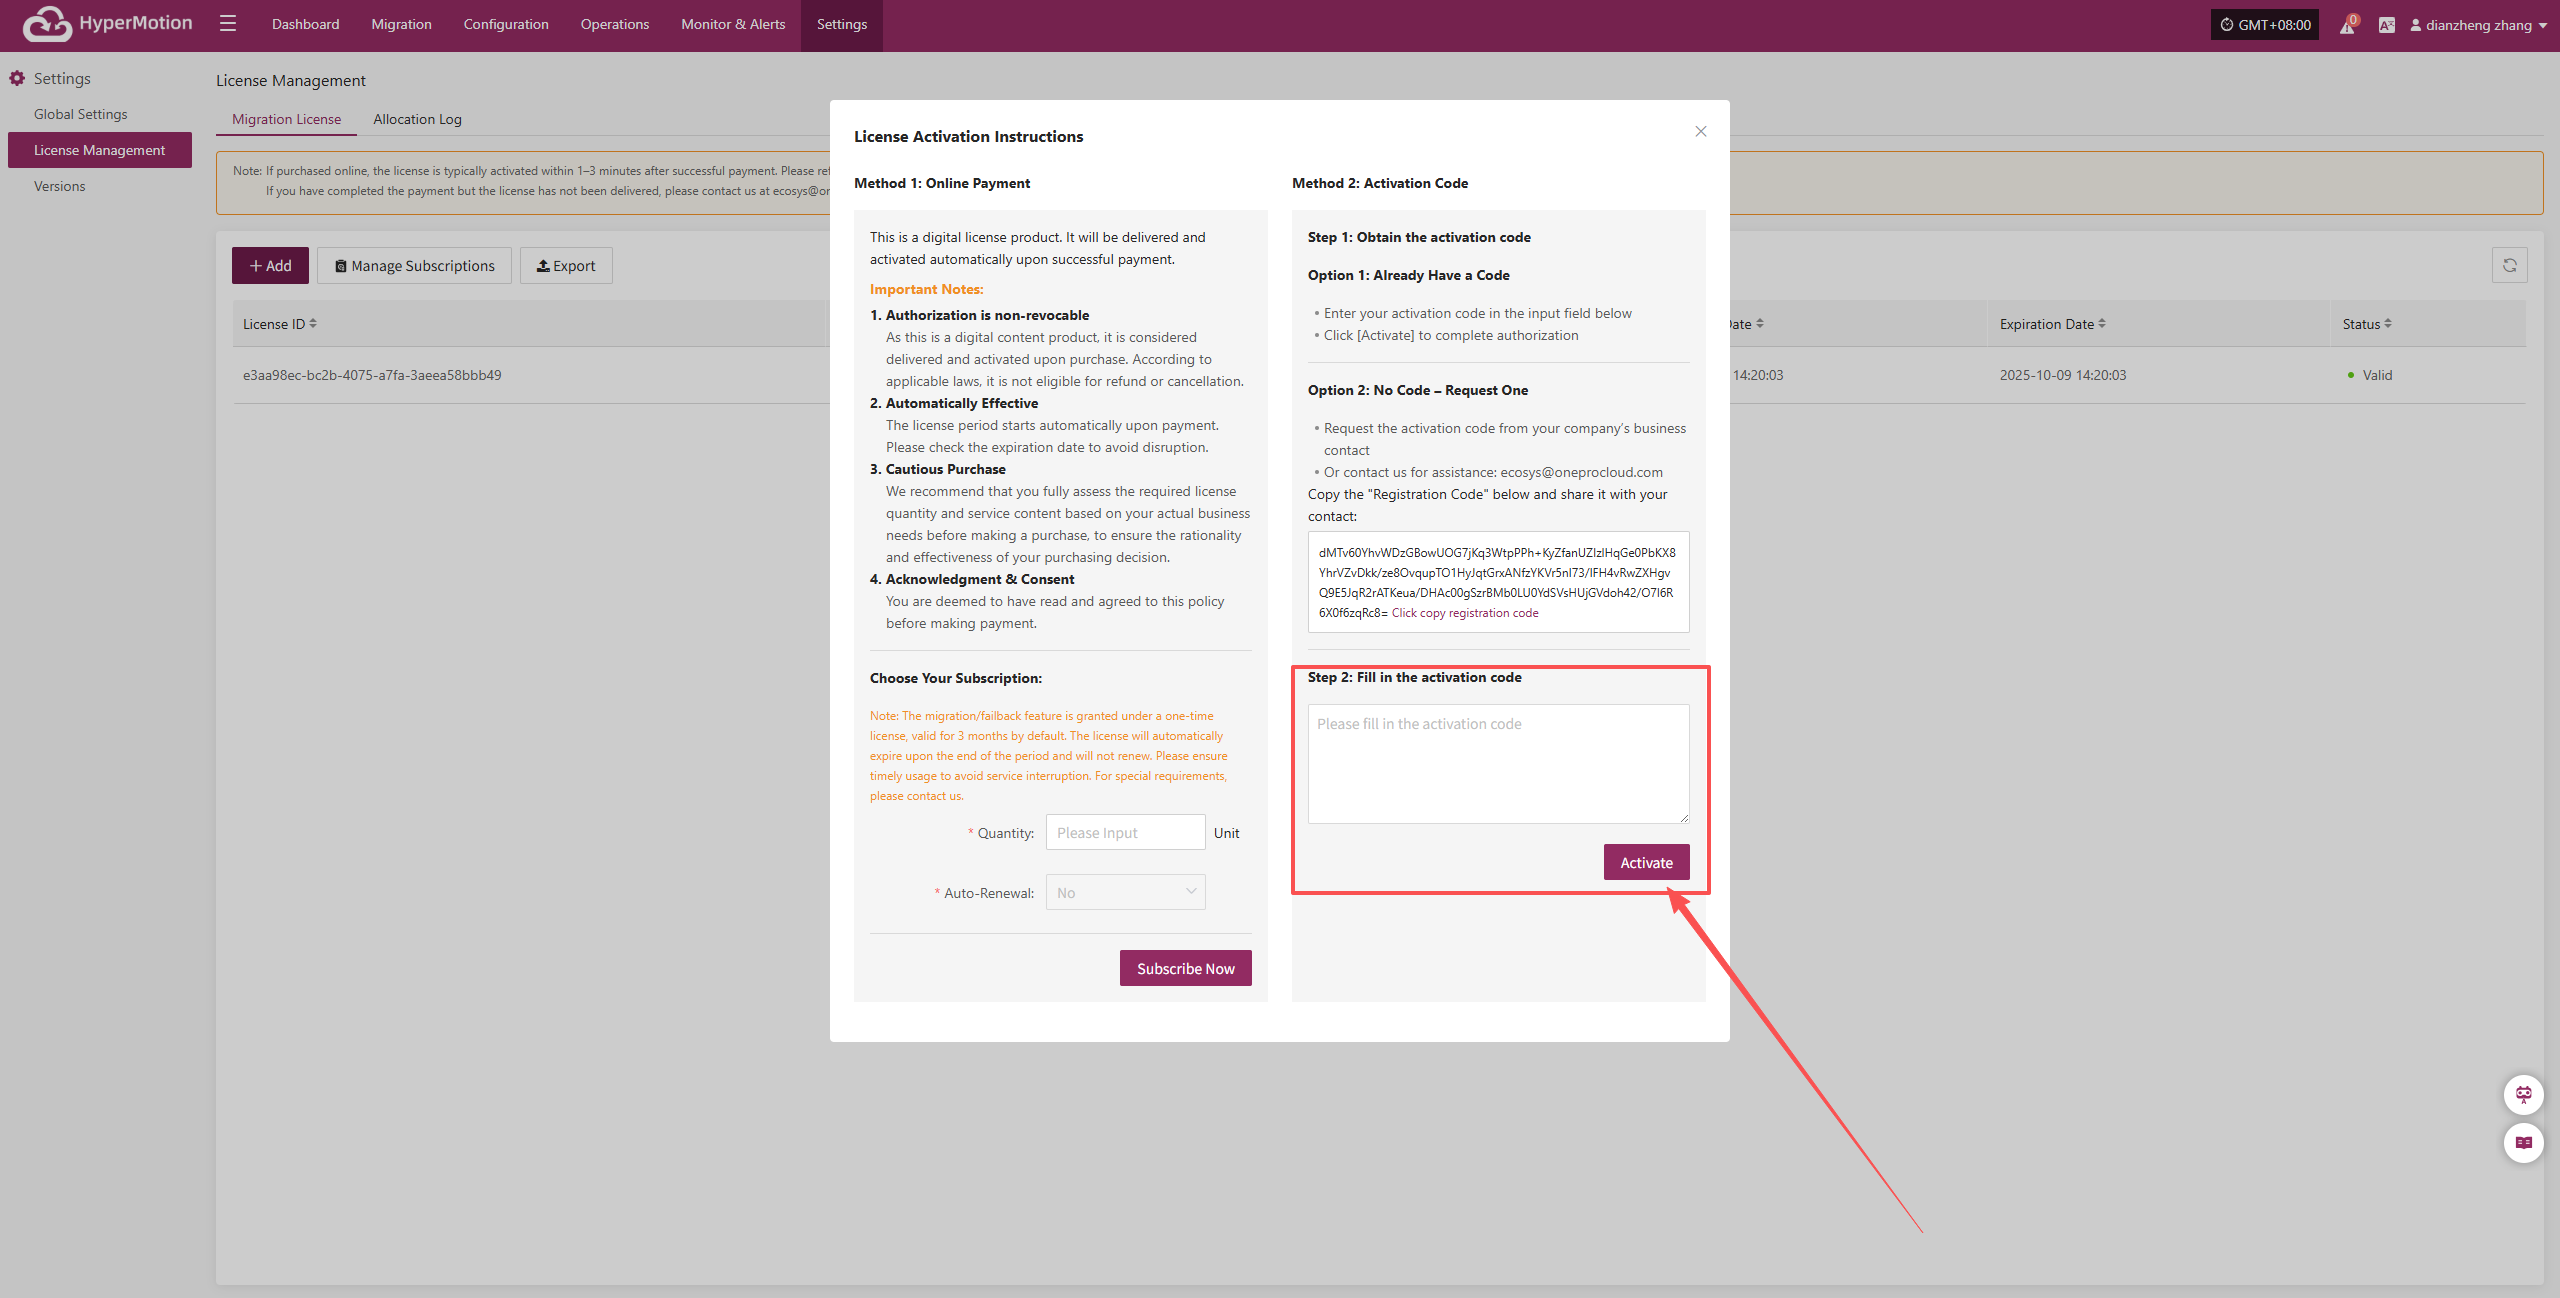 HyperMotion
Dashboard
Migration
Configuration
Operations
Monitor & Alerts
Settings
GMT+08:00
0
dianzheng zhang
Settings
Global Settings
License Management
Versions
License Management
Migration License
Allocation Log
Note: If purchased online, the license is typically activated within 1–3 minutes after successful payment. Please ref
If you have completed the payment but the license has not been delivered, please contact us at ecosys@or
+ Add
Manage Subscriptions
Export
License ID
Date
Expiration Date
Status
e3aa98ec-bc2b-4075-a7fa-3aeea58bbb49
14:20:03
2025-10-09 14:20:03
Valid
License Activation Instructions
Method 1: Online Payment
This is a digital license product. It will be delivered and
activated automatically upon successful payment.
Important Notes:
1. Authorization is non-revocable
As this is a digital content product, it is considered
delivered and activated upon purchase. According to
applicable laws, it is not eligible for refund or cancellation.
2. Automatically Effective
The license period starts automatically upon payment.
Please check the expiration date to avoid disruption.
3. Cautious Purchase
We recommend that you fully assess the required license
quantity and service content based on your actual business
needs before making a purchase, to ensure the rationality
and effectiveness of your purchasing decision.
4. Acknowledgment & Consent
You are deemed to have read and agreed to this policy
before making payment.
Choose Your Subscription:
Note: The migration/failback feature is granted under a one-time
license, valid for 3 months by default. The license will automatically
expire upon the end of the period and will not renew. Please ensure
timely usage to avoid service interruption. For special requirements,
please contact us.
* Quantity: Please Input Unit
* Auto-Renewal: No
Subscribe Now
Method 2: Activation Code
Step 1: Obtain the activation code
Option 1: Already Have a Code
• Enter your activation code in the input field below
• Click [Activate] to complete authorization
Option 2: No Code – Request One
• Request the activation code from your company's business
contact
• Or contact us for assistance: ecosys@oneprocloud.com
Copy the "Registration Code" below and share it with your
contact:
dMTv60YhvWDzGBowUOG7jKq3WtpPPh+KyZfanUZIzlHqGe0PbKX8
YhrVZvDkk/ze8OvqupTO1HyJqtGrxANfzYKVr5nI73/IFH4vRwZXHgv
Q9E5JqR2rATKeua/DHAc00gSzrBMb0LU0YdSVsHUjGVdoh42/O7I6R
6X0f6zqRc8= Click copy registration code
Step 2: Fill in the activation code
Please fill in the activation code
Activate